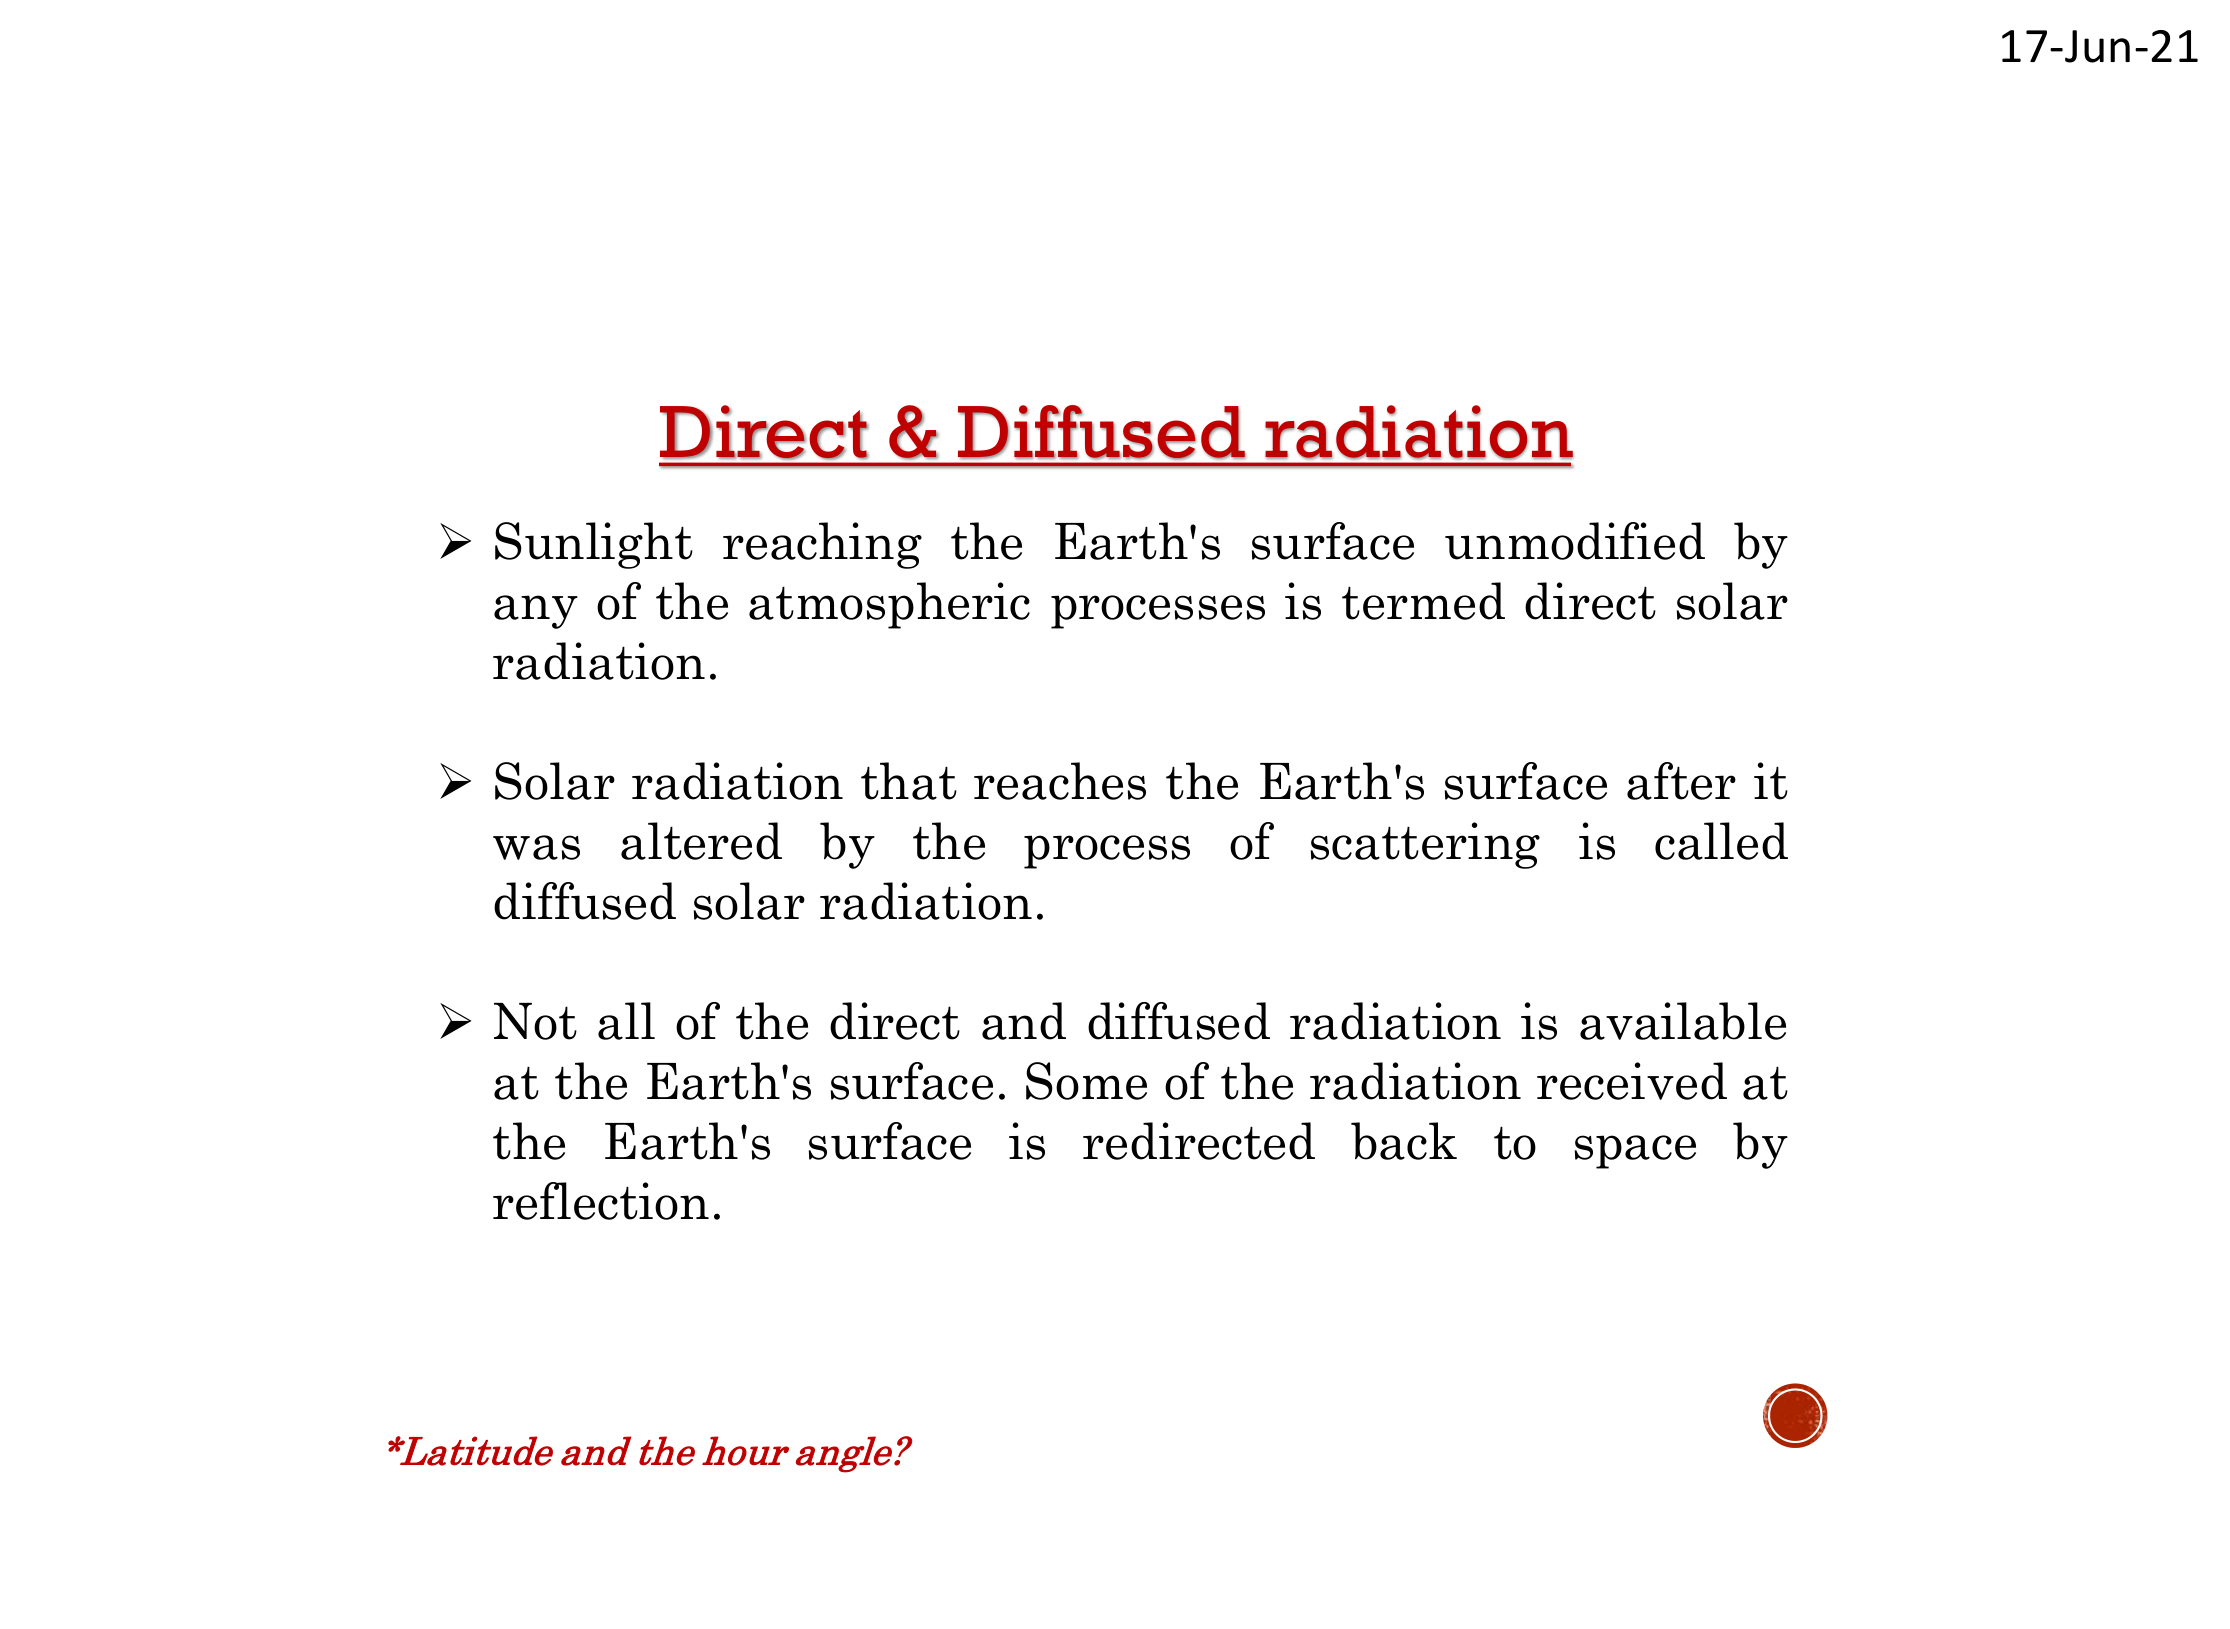 17-Jun-21
Direct & Diffused radiation
➢ Sunlight reaching the Earth's surface unmodified by
any of the atmospheric processes is termed direct solar
radiation.
➢ Solar radiation that reaches the Earth's surface after it
was altered by the process of scattering is called
diffused solar radiation.
➢ Not all of the direct and diffused radiation is available
at the Earth's surface. Some of the radiation received at
the Earth's surface is redirected back to space by
reflection.
*Latitude and the hour angle?